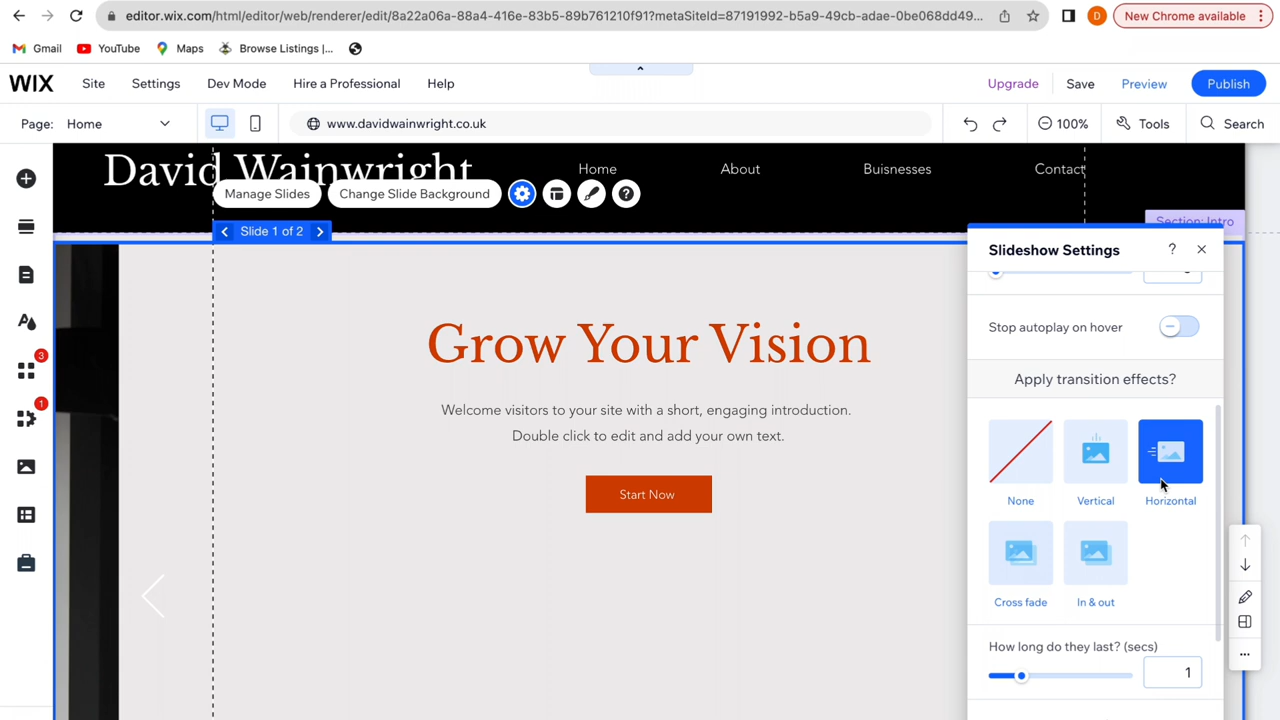 editor.wix.com/html/editor/web/renderer/edit/8a22a06a-88a4-416e-83b5-89b761210f91?metaSiteId=87191992-b5a9-49cb-adae-0be068dd49...
D
New Chrome available
Gmail
YouTube
Maps
Browse Listings |...
WIX
Site
Settings
Dev Mode
Hire a Professional
Help
Upgrade
Save
Preview
Publish
Page:
Home
www.davidwainwright.co.uk
100%
Tools
Search
David Wainwright
Home
About
Buisnesses
Contact
Manage Slides
Change Slide Background
?
Section: Intro
Slide 1 of 2
Slideshow Settings
?
Stop autoplay on hover
Apply transition effects?
None
Vertical
Horizontal
Cross fade
In & out
How long do they last? (secs)
1
3
1
Grow Your Vision
Welcome visitors to your site with a short, engaging introduction.
Double click to edit and add your own text.
Start Now